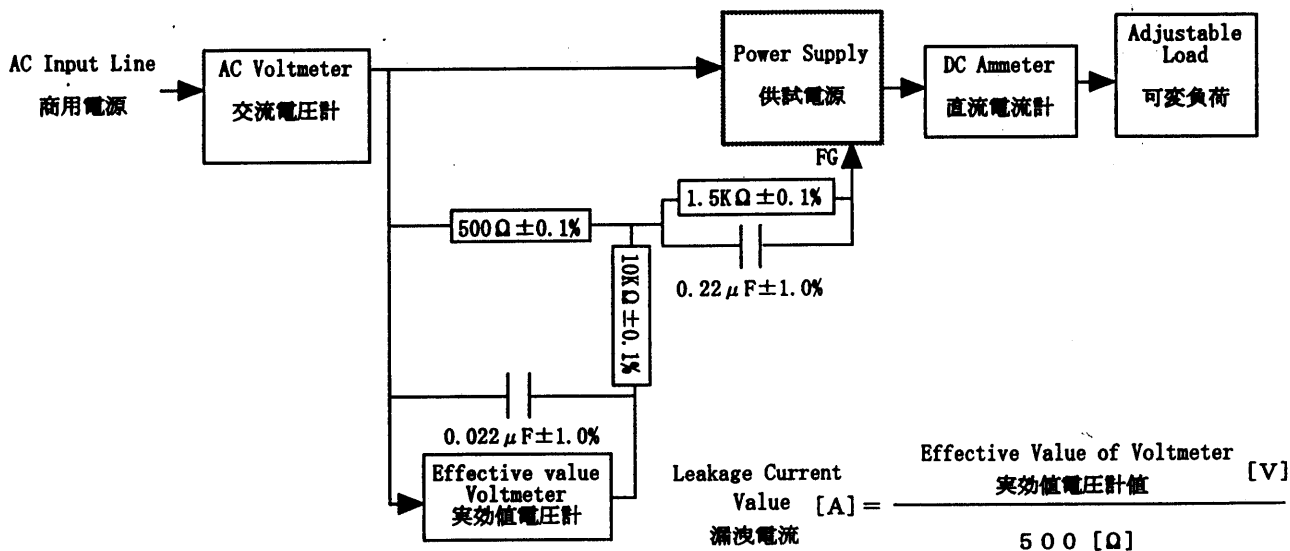 AC Input Line
商用電源
AC Voltmeter
交流電圧計
Power Supply
供試電源
DC Ammeter
直流電流計
Adjustable
Load
可変負荷
FG
500Ω±0.1%
1.5KΩ±0.1%
0.22μF±1.0%
10KΩ±0.1%
0.022μF±1.0%
Effective value
Voltmeter
実効値電圧計
Leakage Current
Value [A]=
漏洩電流
Effective Value of Voltmeter
実効値電圧計値 [V]
500 [Ω]